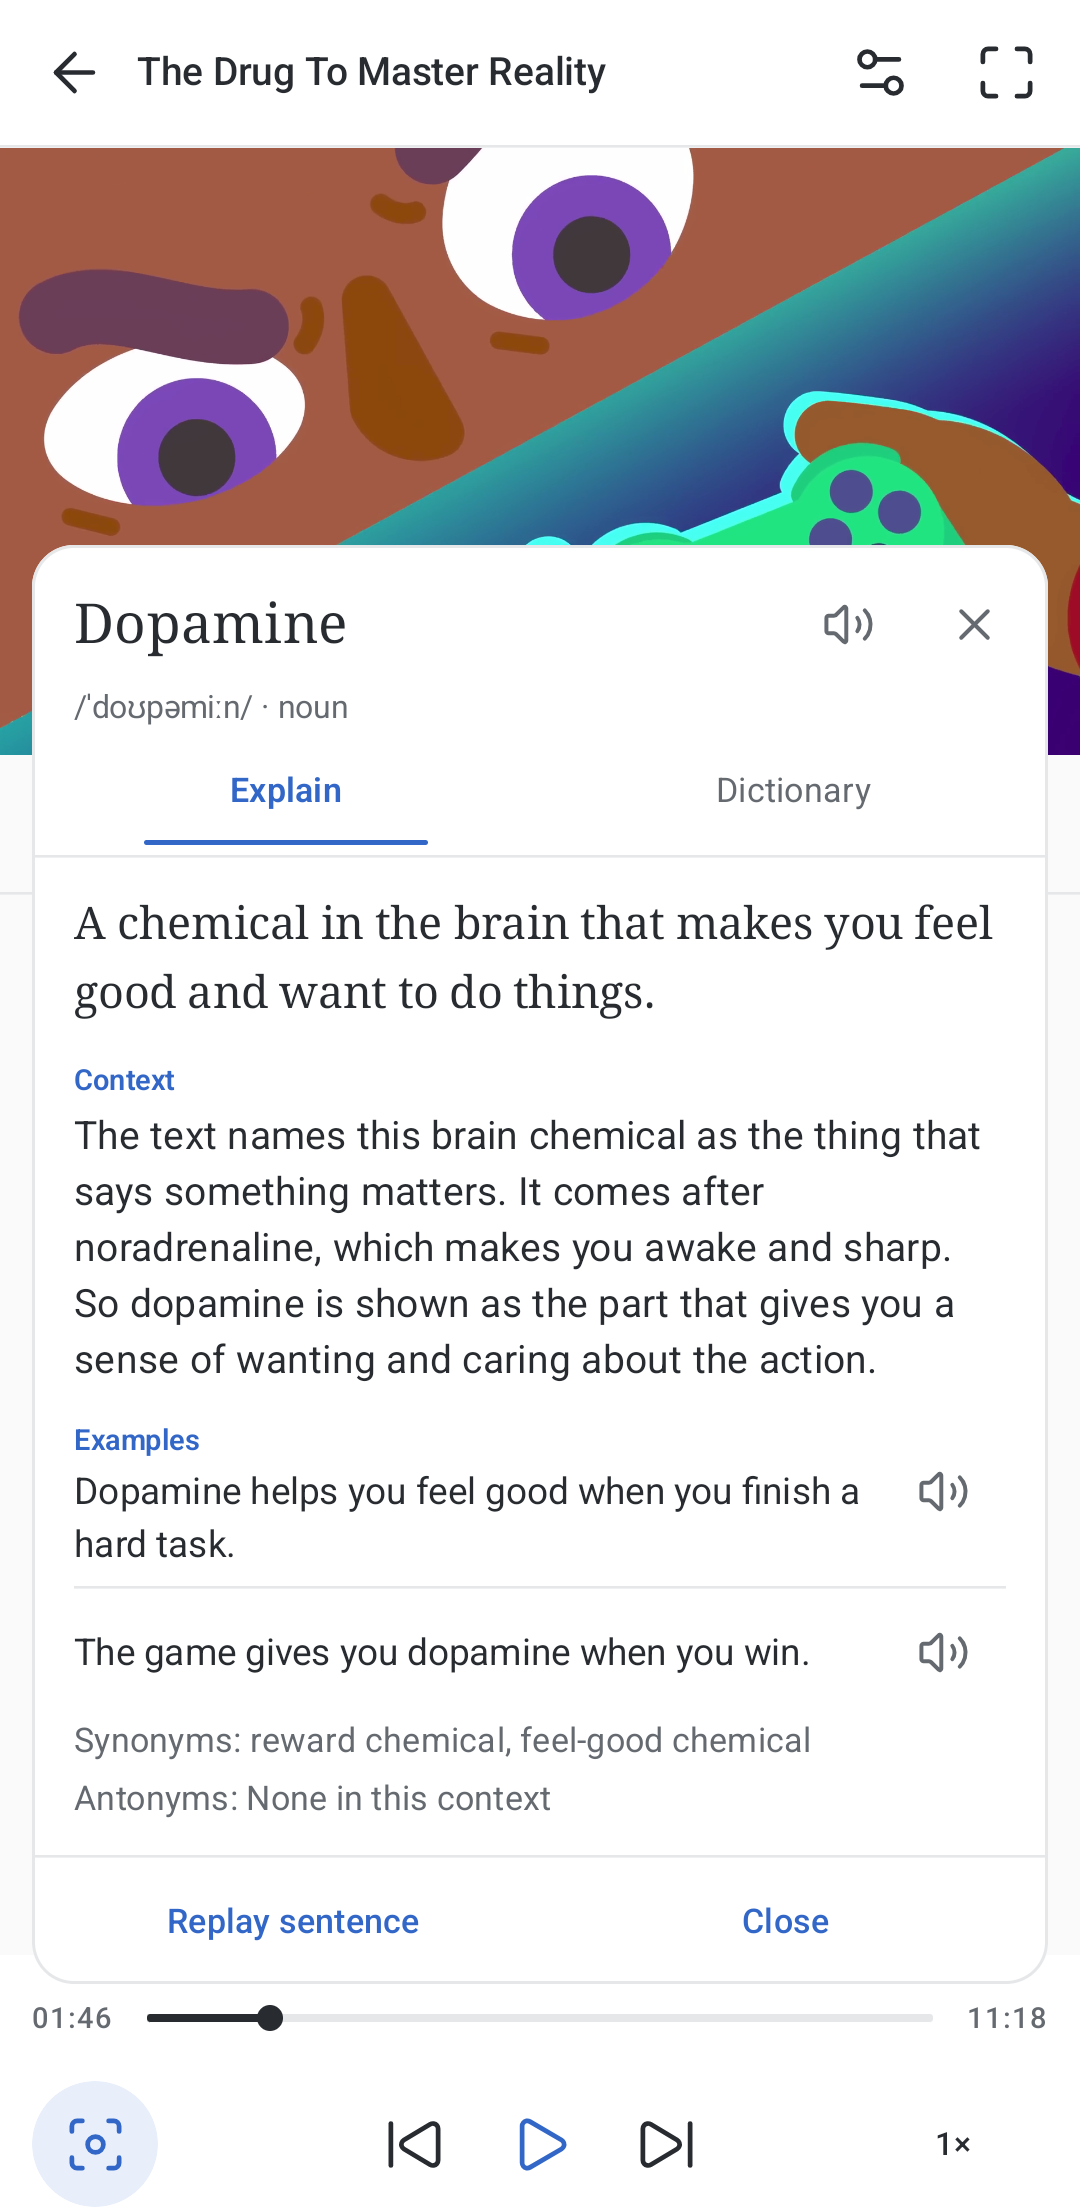 The Drug To Master Reality
Dopamine
/ˈdoʊpəmiːn/ · noun
Explain
Dictionary
A chemical in the brain that makes you feel
good and want to do things.
Context
The text names this brain chemical as the thing that
says something matters. It comes after
noradrenaline, which makes you awake and sharp.
So dopamine is shown as the part that gives you a
sense of wanting and caring about the action.
Examples
Dopamine helps you feel good when you finish a
hard task.
The game gives you dopamine when you win.
Synonyms: reward chemical, feel-good chemical
Antonyms: None in this context
Replay sentence
Close
01:46
11:18
1×